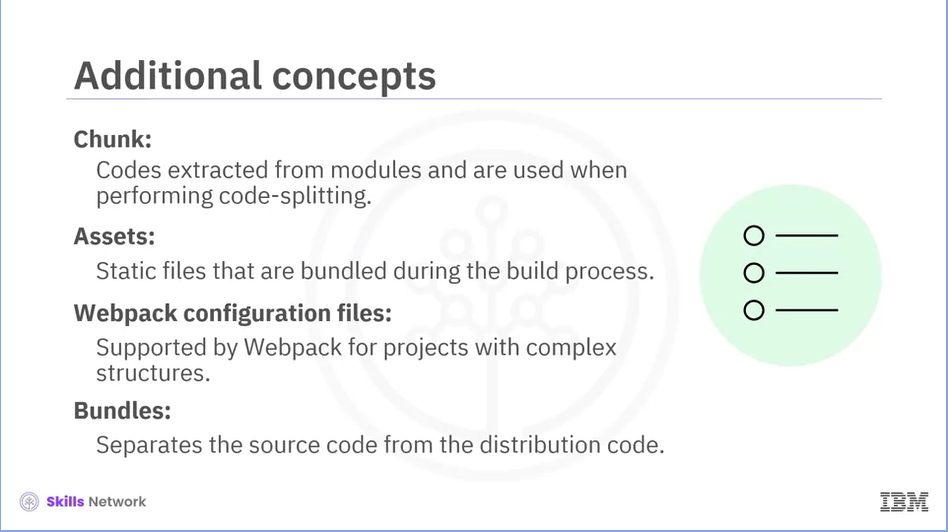 Additional concepts
Chunk:
Codes extracted from modules and are used when
performing code-splitting.
Assets:
Static files that are bundled during the build process.
Webpack configuration files:
Supported by Webpack for projects with complex
structures.
Bundles:
Separates the source code from the distribution code.
Skills Network
IBM